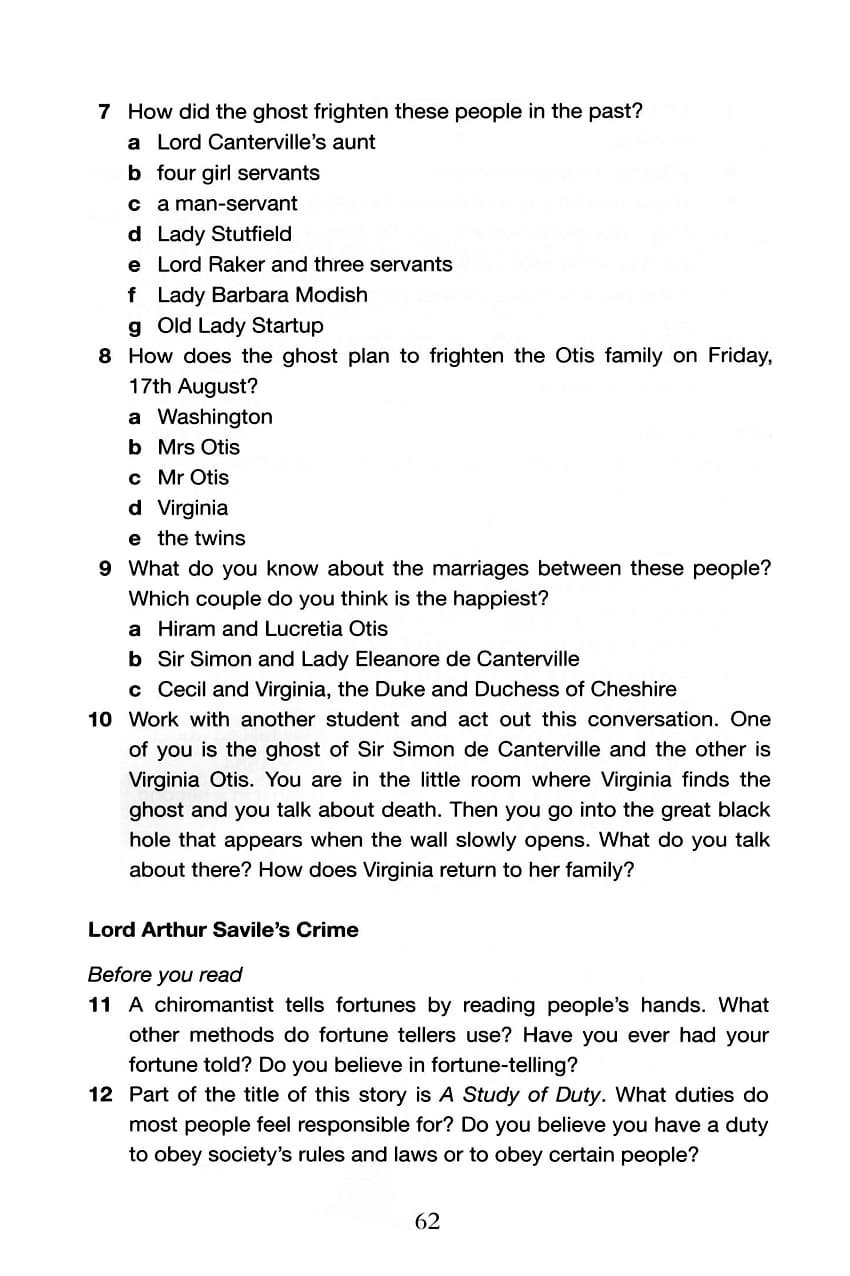 7 How did the ghost frighten these people in the past?
a Lord Canterville's aunt
b four girl servants
c a man-servant
d Lady Stutfield
e Lord Raker and three servants
f Lady Barbara Modish
g Old Lady Startup
8 How does the ghost plan to frighten the Otis family on Friday,
17th August?
a Washington
b Mrs Otis
c Mr Otis
d Virginia
e the twins
9 What do you know about the marriages between these people?
Which couple do you think is the happiest?
a Hiram and Lucretia Otis
b Sir Simon and Lady Eleanore de Canterville
c Cecil and Virginia, the Duke and Duchess of Cheshire
10 Work with another student and act out this conversation. One
of you is the ghost of Sir Simon de Canterville and the other is
Virginia Otis. You are in the little room where Virginia finds the
ghost and you talk about death. Then you go into the great black
hole that appears when the wall slowly opens. What do you talk
about there? How does Virginia return to her family?
Lord Arthur Savile's Crime
Before you read
11 A chiromantist tells fortunes by reading people's hands. What
other methods do fortune tellers use? Have you ever had your
fortune told? Do you believe in fortune-telling?
12 Part of the title of this story is A Study of Duty. What duties do
most people feel responsible for? Do you believe you have a duty
to obey society's rules and laws or to obey certain people?
62